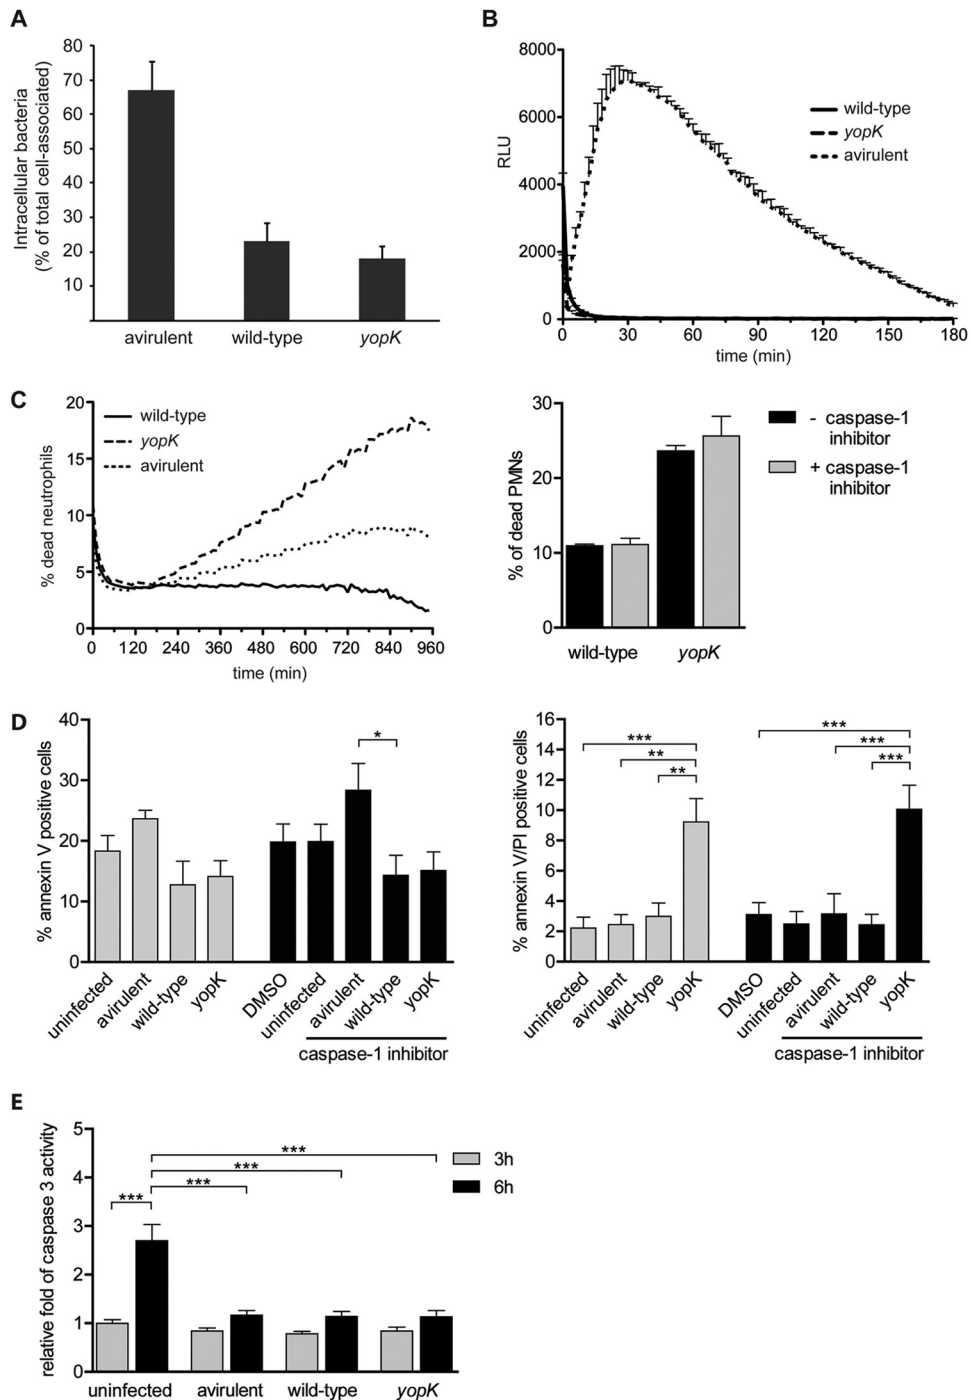 A
Intracellular bacteria
(% of total cell-associated)
80
70
60
50
40
30
20
10
avirulent wild-type yopK
B
RLU
8000
6000
4000
2000
0
wild-type
yopK
avirulent
0 30 60 90 120 150 180
time (min)
C
% dead neutrophils
20
15
10
5
0
wild-type
yopK
avirulent
0 120 240 360 480 600 720 840 960
time (min)
% of dead PMNs
30
20
10
0
- caspase-1
inhibitor
+ caspase-1
inhibitor
wild-type yopK
D
% annexin V positive cells
40
30
20
10
0
*
uninfected
avirulent
wild-type
yopK
DMSO
uninfected
avirulent
wild-type
yopK
caspase-1 inhibitor
% annexin V/PI positive cells
16
14
12
10
8
6
4
2
0
***
**
**
***
***
***
uninfected
avirulent
wild-type
yopK
DMSO
uninfected
avirulent
wild-type
yopK
caspase-1 inhibitor
E
relative fold of caspase 3 activity
5
4
3
2
1
0
***
***
***
***
3h
6h
uninfected avirulent wild-type yopK